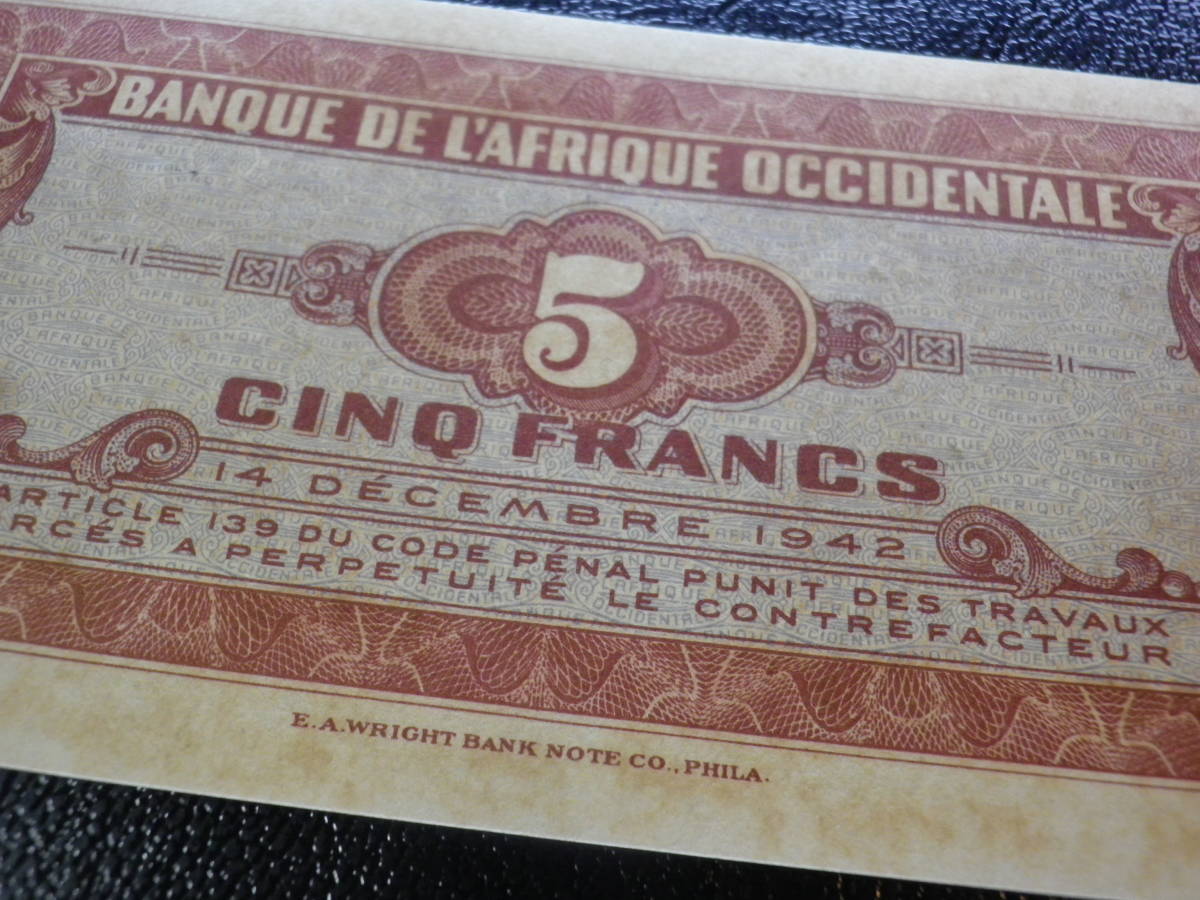 BANQUE DE L'AFRIQUE OCCIDENTALE
5
CINQ FRANCS
14 DÉCEMBRE 1942
ARTICLE 139 DU CODE PÉNAL PUNIT DES TRAVAUX
RCÉS A PERPETUITÉ LE CONTREFACTEUR
E.A.WRIGHT BANK NOTE CO., PHILA.